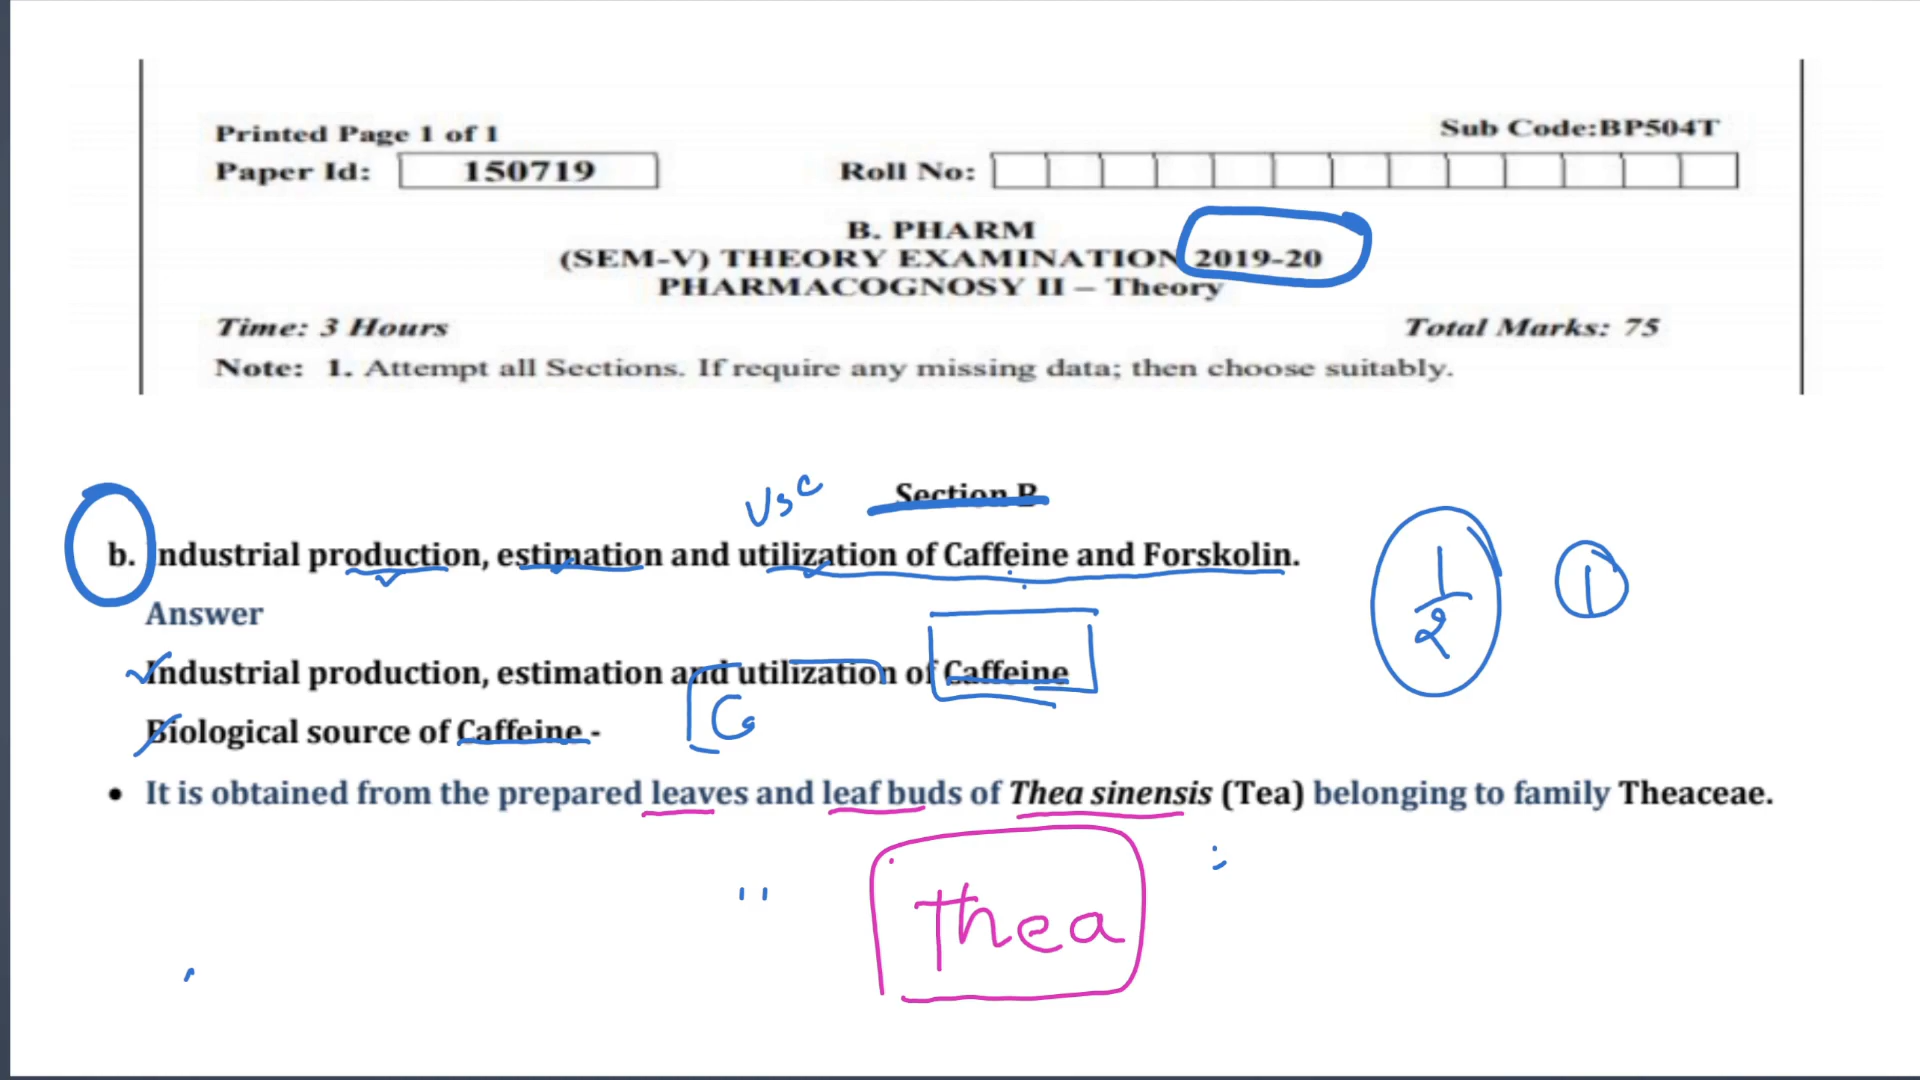 Printed Page 1 of 1
Sub Code:BP504T
Paper Id: 150719
Roll No:
B. PHARM
(SEM-V) THEORY EXAMINATION 2019-20
PHARMACOGNOSY II – Theory
Time: 3 Hours
Total Marks: 75
Note: 1. Attempt all Sections. If require any missing data; then choose suitably.
Section B
b. Industrial production, estimation and utilization of Caffeine and Forskolin.
1
2
1
Answer
Industrial production, estimation and utilization of Caffeine
Biological source of Caffeine -
• It is obtained from the prepared leaves and leaf buds of Thea sinensis (Tea) belonging to family Theaceae.
Thea